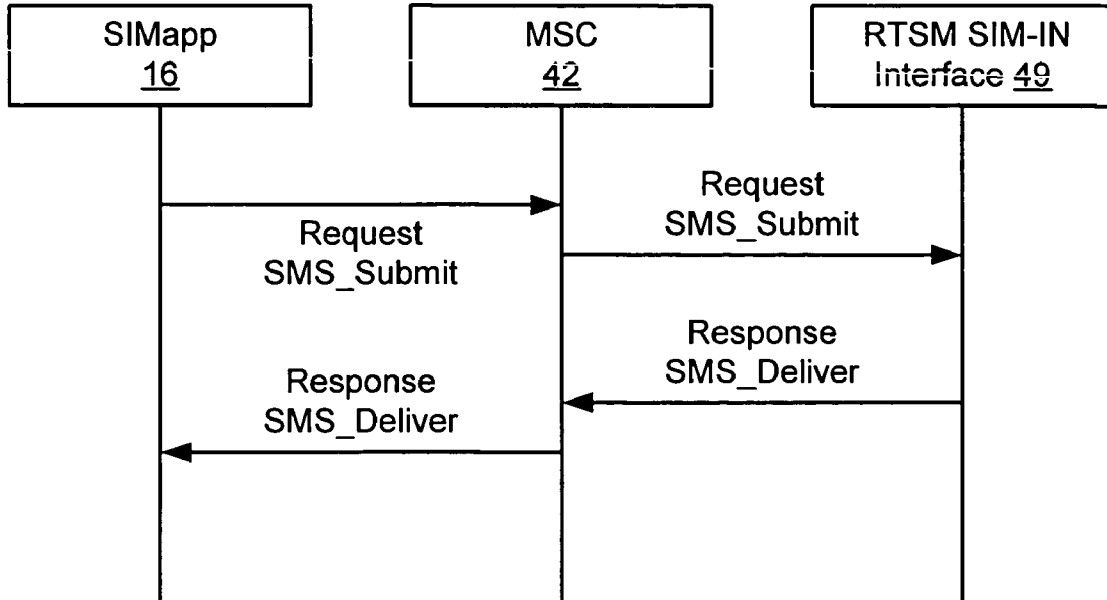 SIMapp
16
MSC
42
RTSM SIM-IN
Interface 49
Request
SMS_Submit
Request
SMS_Submit
Response
SMS_Deliver
Response
SMS_Deliver